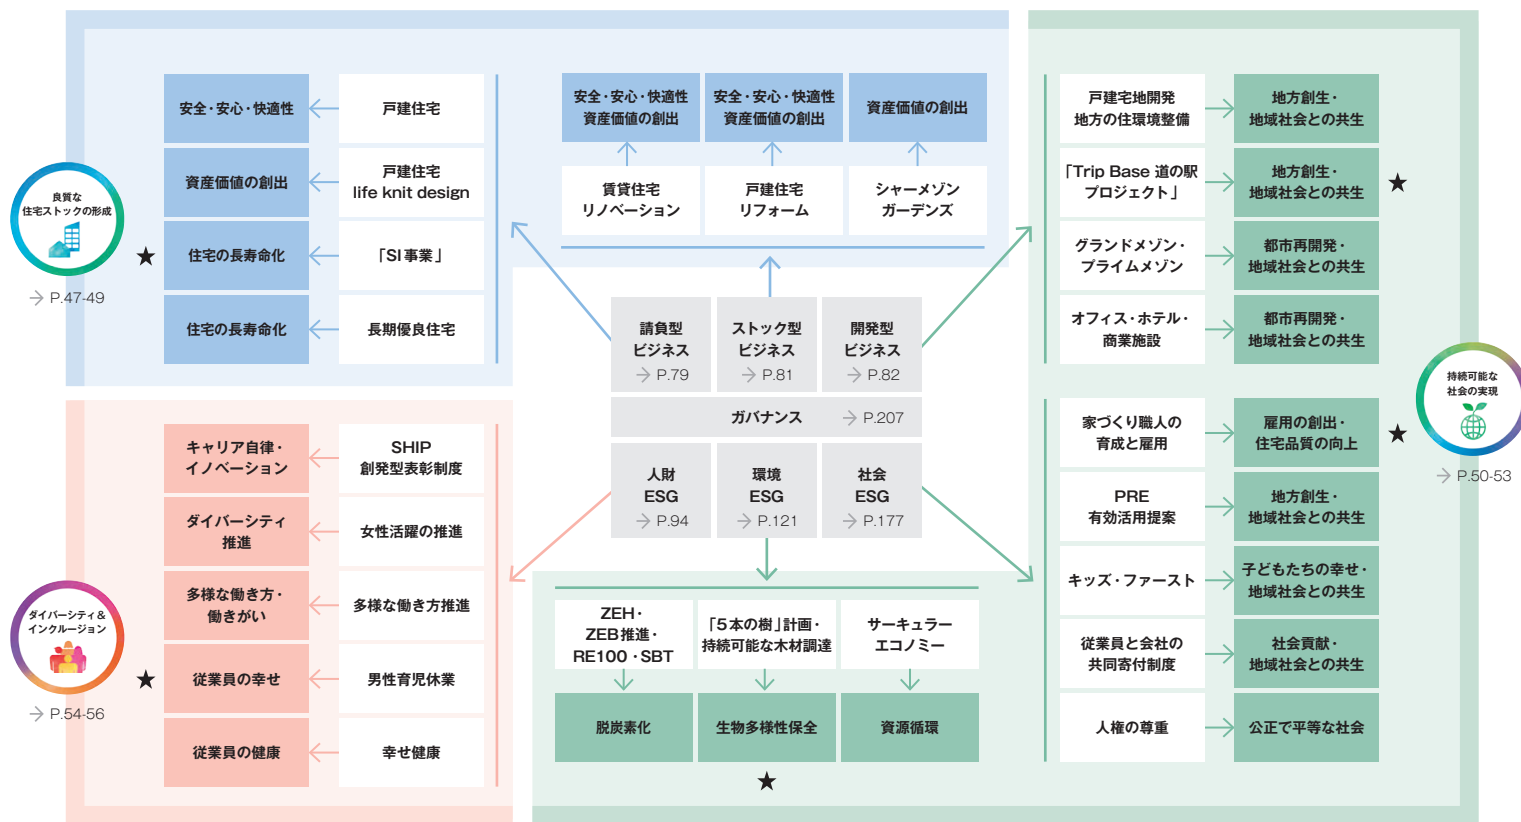 良質な
住宅ストックの形成
→ P.47-49
★
安全・安心・快適性
戸建住宅
資産価値の創出
戸建住宅
life knit design
住宅の長寿命化
「SI事業」
住宅の長寿命化
長期優良住宅
安全・安心・快適性
資産価値の創出
安全・安心・快適性
資産価値の創出
資産価値の創出
賃貸住宅
リノベーション
戸建住宅
リフォーム
シャーメゾン
ガーデンズ
戸建宅地開発
地方の住環境整備
地方創生・
地域社会との共生
「Trip Base 道の駅
プロジェクト」
地方創生・
地域社会との共生
★
グランドメゾン・
プライムメゾン
都市再開発・
地域社会との共生
オフィス・ホテル・
商業施設
都市再開発・
地域社会との共生
請負型
ビジネス
→ P.79
ストック型
ビジネス
→ P.81
開発型
ビジネス
→ P.82
ガバナンス → P.207
人財
ESG
→ P.94
環境
ESG
→ P.121
社会
ESG
→ P.177
持続可能な
社会の実現
→ P.50-53
家づくり職人の
育成と雇用
雇用の創出・
住宅品質の向上
★
PRE
有効活用提案
地方創生・
地域社会との共生
キッズ・ファースト
子どもたちの幸せ・
地域社会との共生
従業員と会社の
共同寄付制度
社会貢献・
地域社会との共生
人権の尊重
公正で平等な社会
ダイバーシティ＆
インクルージョン
→ P.54-56
★
キャリア自律・
イノベーション
SHIP
創発型表彰制度
ダイバーシティ
推進
女性活躍の推進
多様な働き方・
働きがい
多様な働き方推進
従業員の幸せ
男性育児休業
従業員の健康
幸せ健康
ZEH・
ZEB推進・
RE100・SBT
「5本の樹」計画・
持続可能な木材調達
サーキュラー
エコノミー
脱炭素化
生物多様性保全
資源循環
★